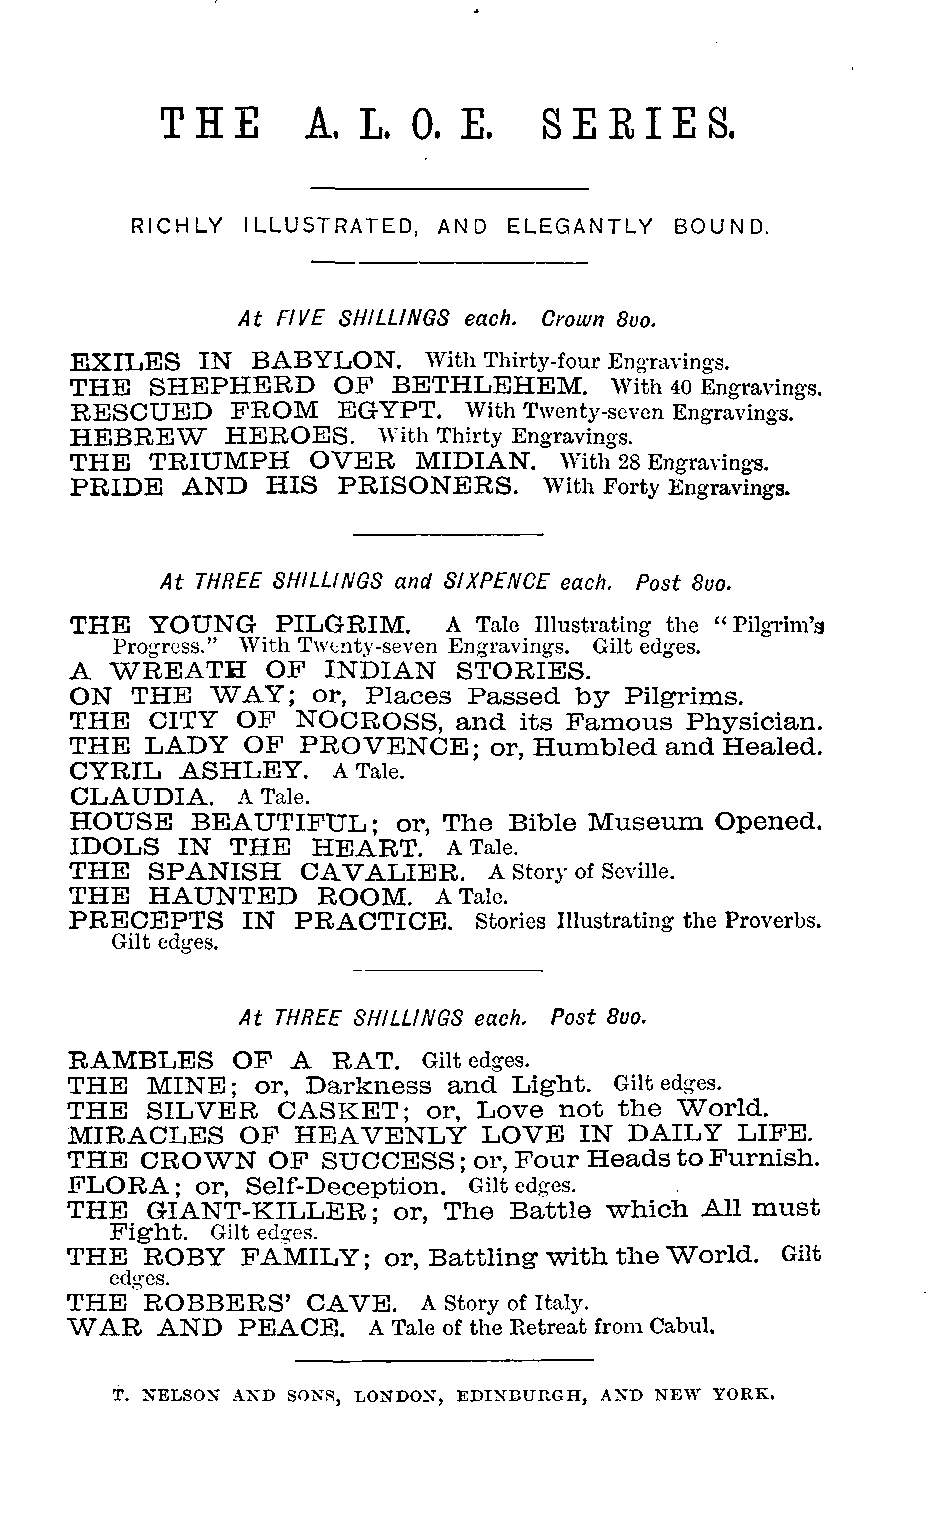 THE A. L. O. E. SERIES.
RICHLY ILLUSTRATED, AND ELEGANTLY BOUND.
At FIVE SHILLINGS each. Crown 8vo.
EXILES IN BABYLON. With Thirty-four Engravings.
THE SHEPHERD OF BETHLEHEM. With 40 Engravings.
RESCUED FROM EGYPT. With Twenty-seven Engravings.
HEBREW HEROES. With Thirty Engravings.
THE TRIUMPH OVER MIDIAN. With 28 Engravings.
PRIDE AND HIS PRISONERS. With Forty Engravings.
At THREE SHILLINGS and SIXPENCE each. Post 8vo.
THE YOUNG PILGRIM. A Tale Illustrating the "Pilgrim's
Progress." With Twenty-seven Engravings. Gilt edges.
A WREATH OF INDIAN STORIES.
ON THE WAY; or, Places Passed by Pilgrims.
THE CITY OF NOCROSS, and its Famous Physician.
THE LADY OF PROVENCE; or, Humbled and Healed.
CYRIL ASHLEY. A Tale.
CLAUDIA. A Tale.
HOUSE BEAUTIFUL; or, The Bible Museum Opened.
IDOLS IN THE HEART. A Tale.
THE SPANISH CAVALIER. A Story of Seville.
THE HAUNTED ROOM. A Tale.
PRECEPTS IN PRACTICE. Stories Illustrating the Proverbs.
Gilt edges.
At THREE SHILLINGS each. Post 8vo.
RAMBLES OF A RAT. Gilt edges.
THE MINE; or, Darkness and Light. Gilt edges.
THE SILVER CASKET; or, Love not the World.
MIRACLES OF HEAVENLY LOVE IN DAILY LIFE.
THE CROWN OF SUCCESS; or, Four Heads to Furnish.
FLORA; or, Self-Deception. Gilt edges.
THE GIANT-KILLER; or, The Battle which All must
Fight. Gilt edges.
THE ROBY FAMILY; or, Battling with the World. Gilt
edges.
THE ROBBERS' CAVE. A Story of Italy.
WAR AND PEACE. A Tale of the Retreat from Cabul.
T. NELSON AND SONS, LONDON, EDINBURGH, AND NEW YORK.